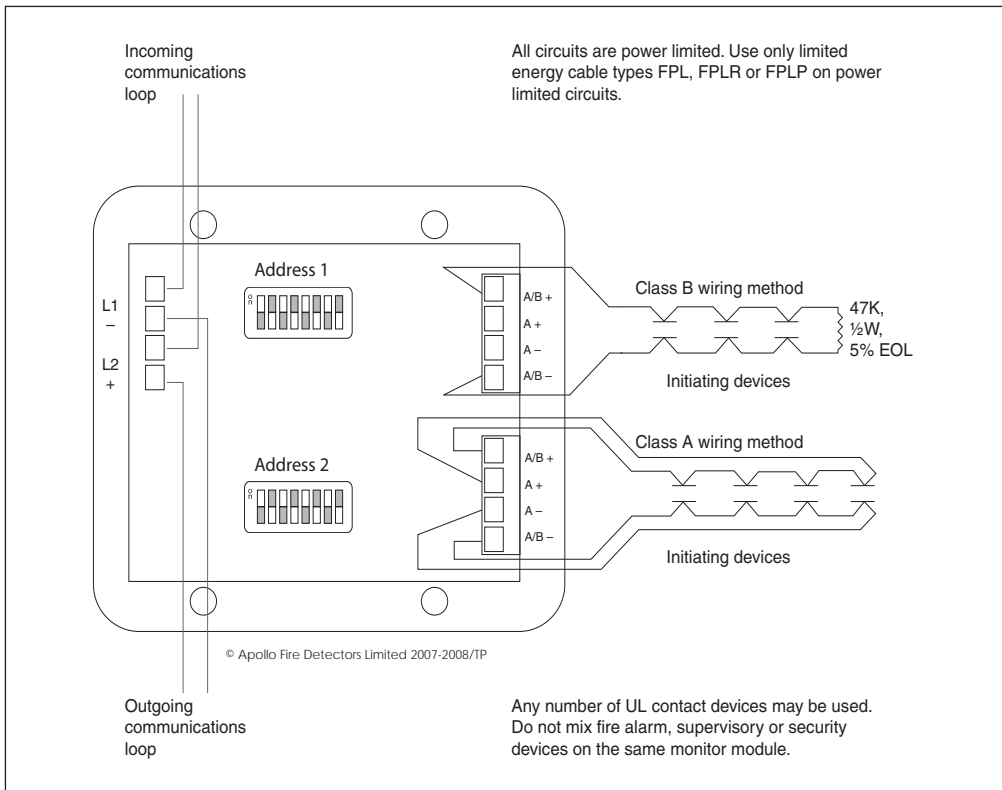 Incoming
communications
loop
All circuits are power limited. Use only limited
energy cable types FPL, FPLR or FPLP on power
limited circuits.
Address 1
on
L1
–
L2
+
A/B +
A +
A –
A/B –
Class B wiring method
47K,
½W,
5% EOL
Initiating devices
Address 2
on
A/B +
A +
A –
A/B –
Class A wiring method
Initiating devices
© Apollo Fire Detectors Limited 2007-2008/TP
Outgoing
communications
loop
Any number of UL contact devices may be used.
Do not mix fire alarm, supervisory or security
devices on the same monitor module.